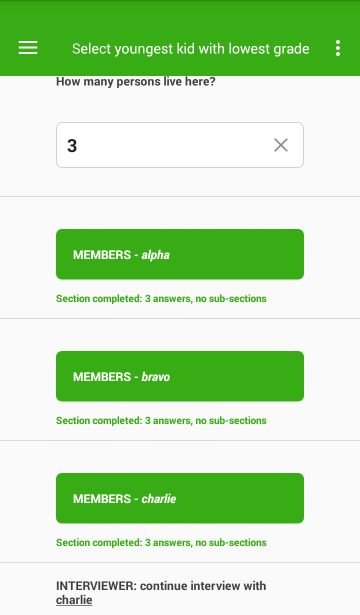 Select youngest kid with lowest grade
How many persons live here?
3
MEMBERS - alpha
Section completed: 3 answers, no sub-sections
MEMBERS - bravo
Section completed: 3 answers, no sub-sections
MEMBERS - charlie
Section completed: 3 answers, no sub-sections
INTERVIEWER: continue interview with
charlie